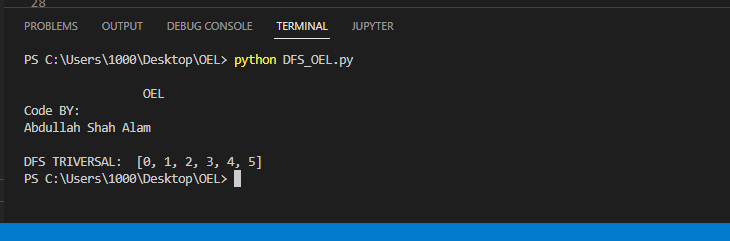 28
PROBLEMS OUTPUT DEBUG CONSOLE TERMINAL JUPYTER
PS C:\Users\1000\Desktop\OEL> python DFS_OEL.py
OEL
Code BY:
Abdullah Shah Alam
DFS TRIVERSAL: [0, 1, 2, 3, 4, 5]
PS C:\Users\1000\Desktop\OEL>